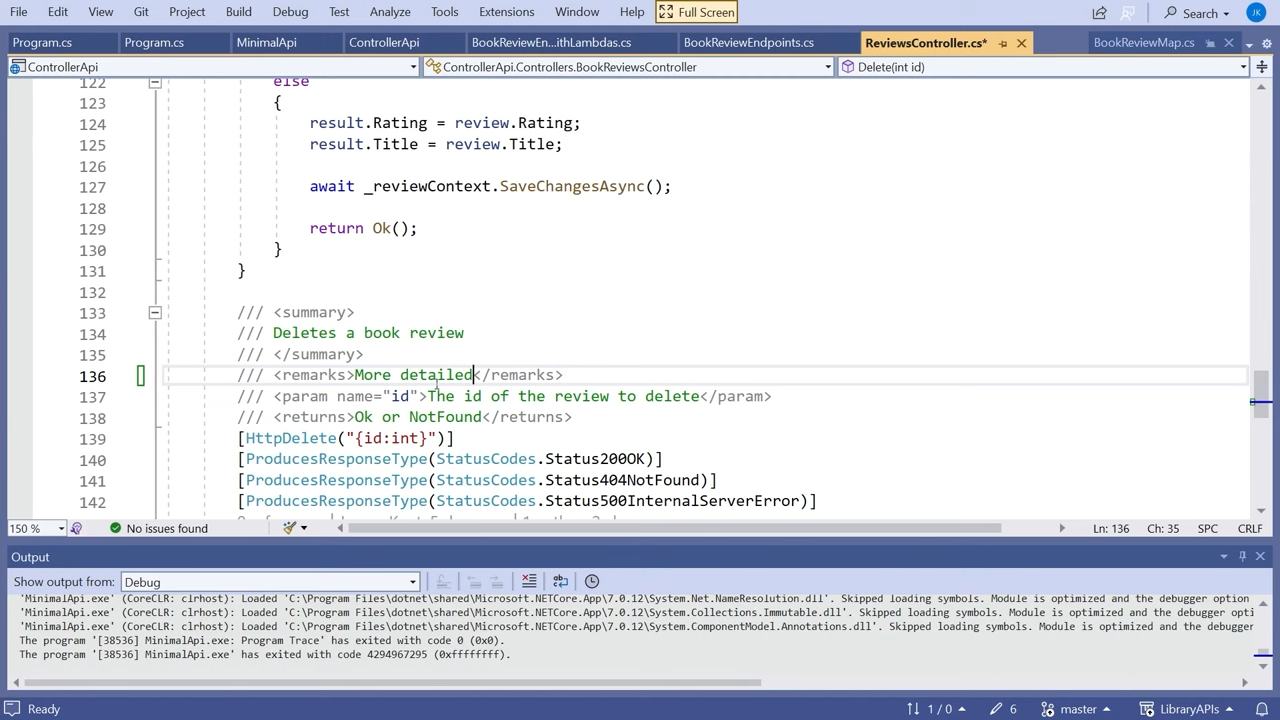 File Edit View Git Project Build Debug Test Analyze Tools Extensions Window Help Full Screen Search JK
Program.cs Program.cs MinimalApi ControllerApi BookReviewEn...ithLambdas.cs BookReviewEndpoints.cs ReviewsController.cs* BookReviewMap.cs
ControllerApi ControllerApi.Controllers.BookReviewsController Delete(int id)
122 else
123 {
124 result.Rating = review.Rating;
125 result.Title = review.Title;
126
127 await _reviewContext.SaveChangesAsync();
128
129 return Ok();
130 }
131 }
132
133 /// <summary>
134 /// Deletes a book review
135 /// </summary>
136 /// <remarks>More detailed</remarks>
137 /// <param name="id">The id of the review to delete</param>
138 /// <returns>Ok or NotFound</returns>
139 [HttpDelete("{id:int}")]
140 [ProducesResponseType(StatusCodes.Status200OK)]
141 [ProducesResponseType(StatusCodes.Status404NotFound)]
142 [ProducesResponseType(StatusCodes.Status500InternalServerError)]
150 % No issues found Ln: 136 Ch: 35 SPC CRLF
Output
Show output from: Debug
'MinimalApi.exe' (CoreCLR: clrhost): Loaded 'C:\Program Files\dotnet\shared\Microsoft.NETCore.App\7.0.12\System.Net.NameResolution.dll'. Skipped loading symbols. Module is optimized and the debugger option
'MinimalApi.exe' (CoreCLR: clrhost): Loaded 'C:\Program Files\dotnet\shared\Microsoft.NETCore.App\7.0.12\System.Collections.Immutable.dll'. Skipped loading symbols. Module is optimized and the debugger
'MinimalApi.exe' (CoreCLR: clrhost): Loaded 'C:\Program Files\dotnet\shared\Microsoft.NETCore.App\7.0.12\System.ComponentModel.Annotations.dll'. Skipped loading symbols. Module is optimized and the debugger
The program '[38536] MinimalApi.exe: Program Trace' has exited with code 0 (0x0).
The program '[38536] MinimalApi.exe' has exited with code 4294967295 (0xffffffff).
Ready 1 / 0 6 master LibraryAPIs